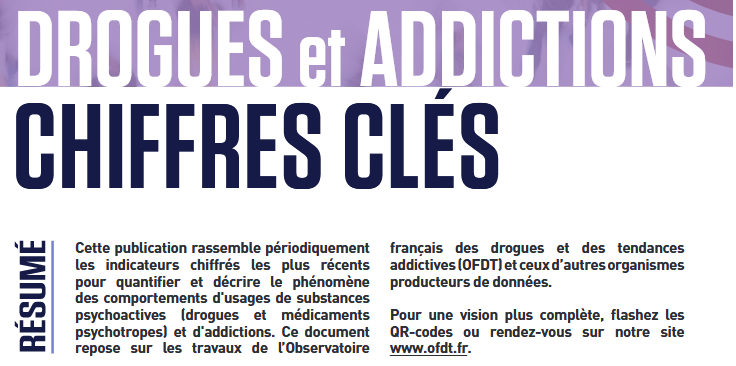 DROGUES et ADDICTIONS
CHIFFRES CLÉS
RÉSUMÉ
Cette publication rassemble périodiquement
les indicateurs chiffrés les plus récents
pour quantifier et décrire le phénomène
des comportements d'usages de substances
psychoactives (drogues et médicaments
psychotropes) et d'addictions. Ce document
repose sur les travaux de l'Observatoire
français des drogues et des tendances
addictives (OFDT) et ceux d'autres organismes
producteurs de données.
Pour une vision plus complète, flashez les
QR-codes ou rendez-vous sur notre site
www.ofdt.fr.